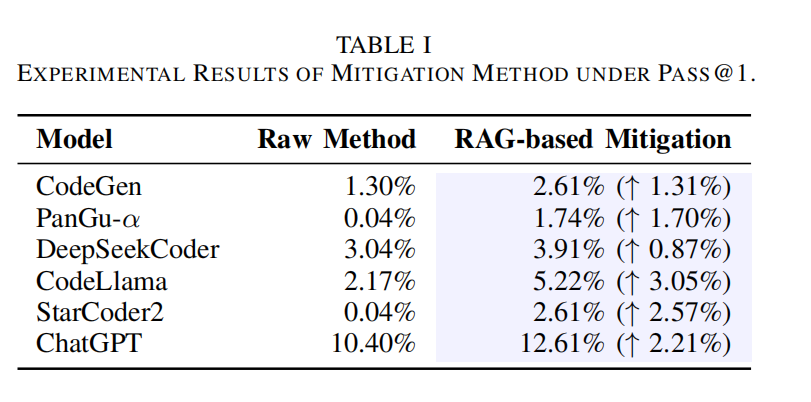 TABLE I
EXPERIMENTAL RESULTS OF MITIGATION METHOD UNDER PASS@1.
Model Raw Method RAG-based Mitigation
CodeGen 1.30% 2.61% (↑ 1.31%)
PanGu-α 0.04% 1.74% (↑ 1.70%)
DeepSeekCoder 3.04% 3.91% (↑ 0.87%)
CodeLlama 2.17% 5.22% (↑ 3.05%)
StarCoder2 0.04% 2.61% (↑ 2.57%)
ChatGPT 10.40% 12.61% (↑ 2.21%)